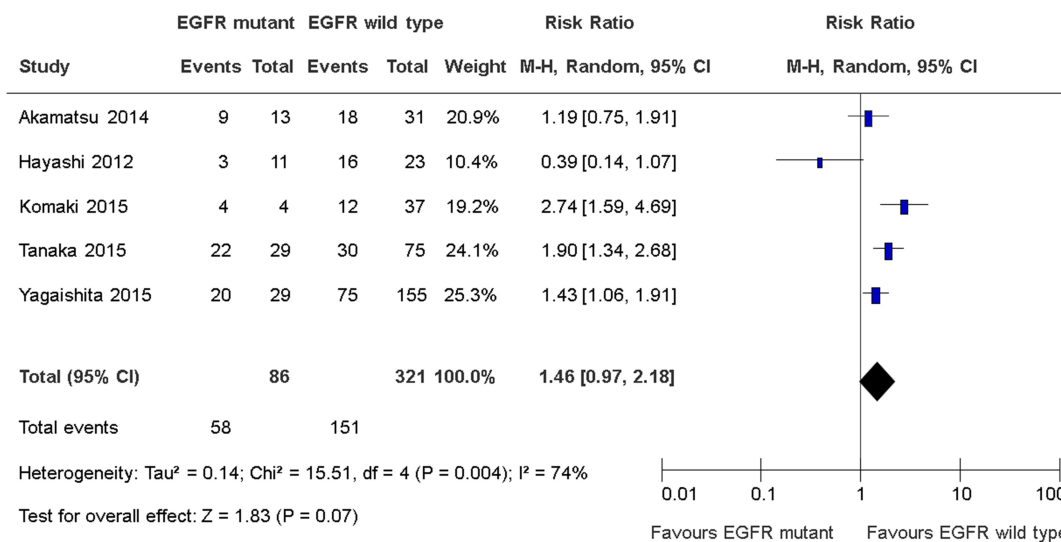 EGFR mutant EGFR wild type Risk Ratio Risk Ratio
Study Events Total Events Total Weight M-H, Random, 95% CI M-H, Random, 95% CI
Akamatsu 2014 9 13 18 31 20.9% 1.19 [0.75, 1.91]
Hayashi 2012 3 11 16 23 10.4% 0.39 [0.14, 1.07]
Komaki 2015 4 4 12 37 19.2% 2.74 [1.59, 4.69]
Tanaka 2015 22 29 30 75 24.1% 1.90 [1.34, 2.68]
Yagaishita 2015 20 29 75 155 25.3% 1.43 [1.06, 1.91]
Total (95% CI) 86 321 100.0% 1.46 [0.97, 2.18]
Total events 58 151
Heterogeneity: Tau² = 0.14; Chi² = 15.51, df = 4 (P = 0.004); I² = 74%
0.01 0.1 1 10 100
Test for overall effect: Z = 1.83 (P = 0.07)
Favours EGFR mutant Favours EGFR wild type